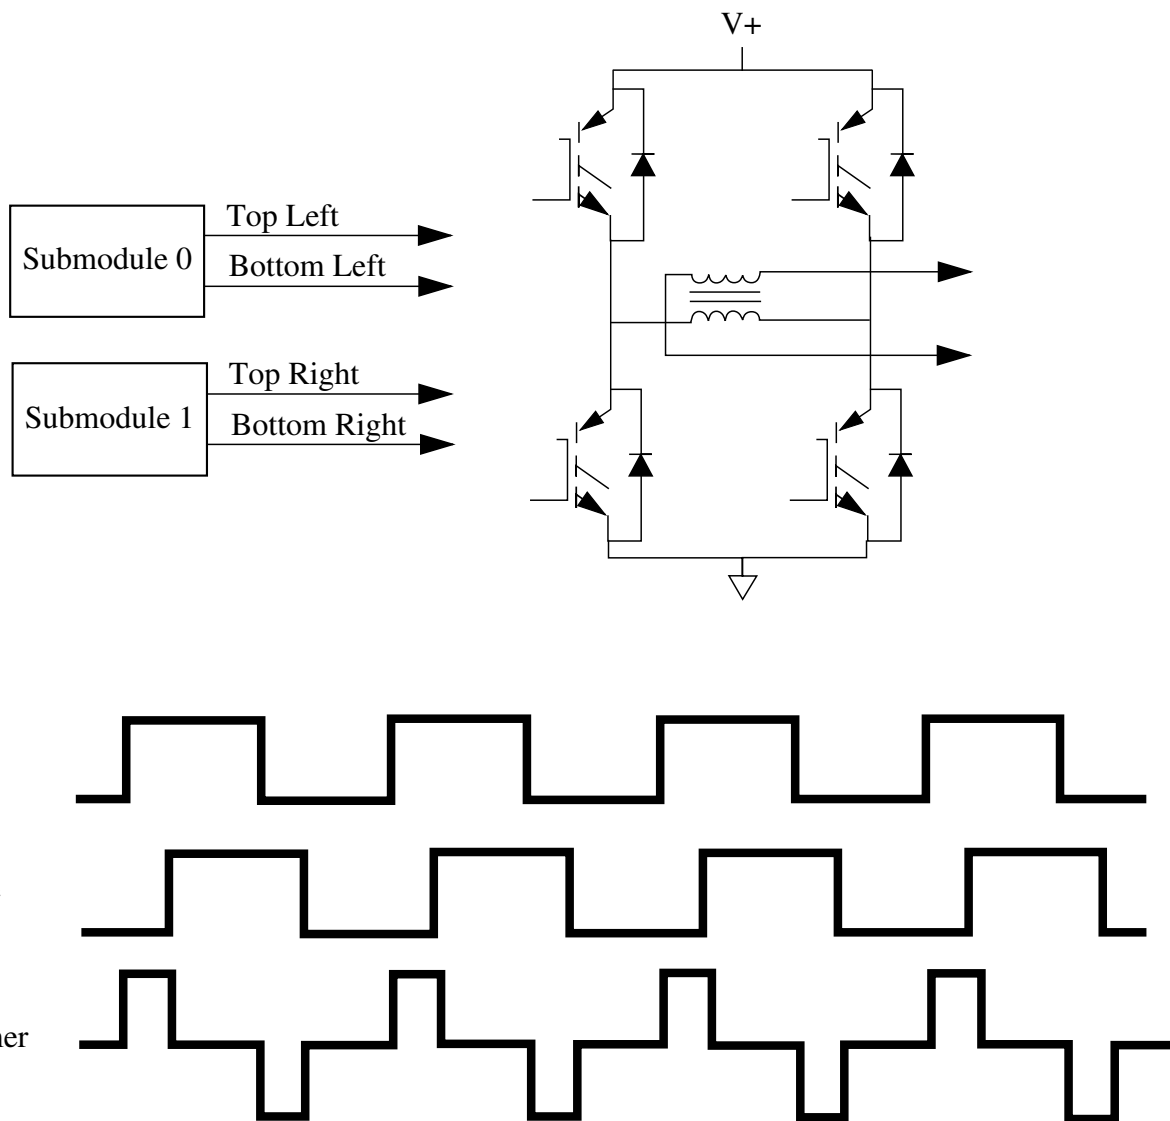 V+
Top Left
Submodule 0
Bottom Left
Top Right
Submodule 1
Bottom Right